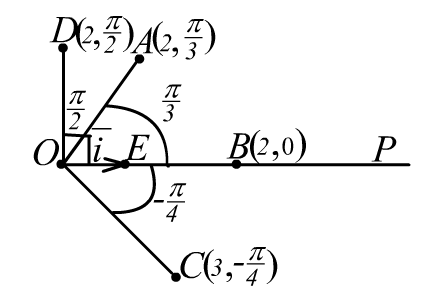 D(2, π/2) A(2, π/3)
π/2 π/3
O i E B(2,0) P
-π/4
C(3, -π/4)